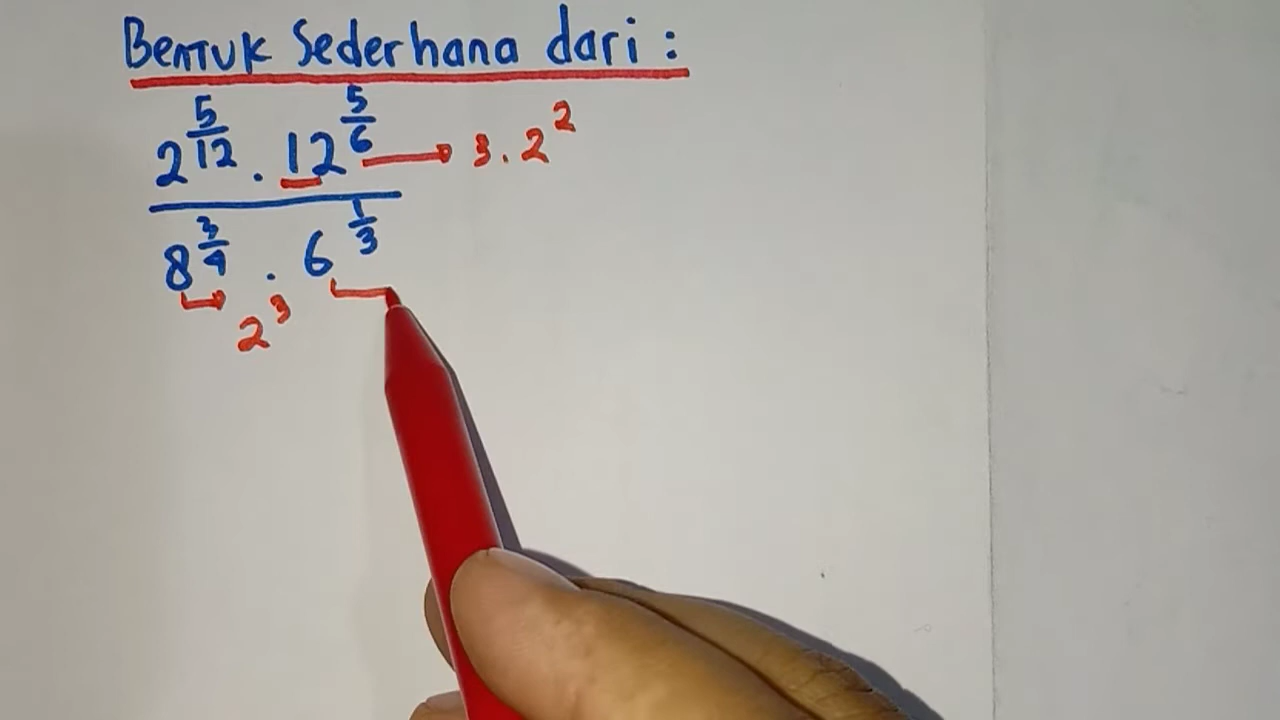 Bentuk Sederhana dari :
2^(5/12) . 12^(5/6) → 3 . 2^2
8^(3/4) . 6^(1/3)
2^3